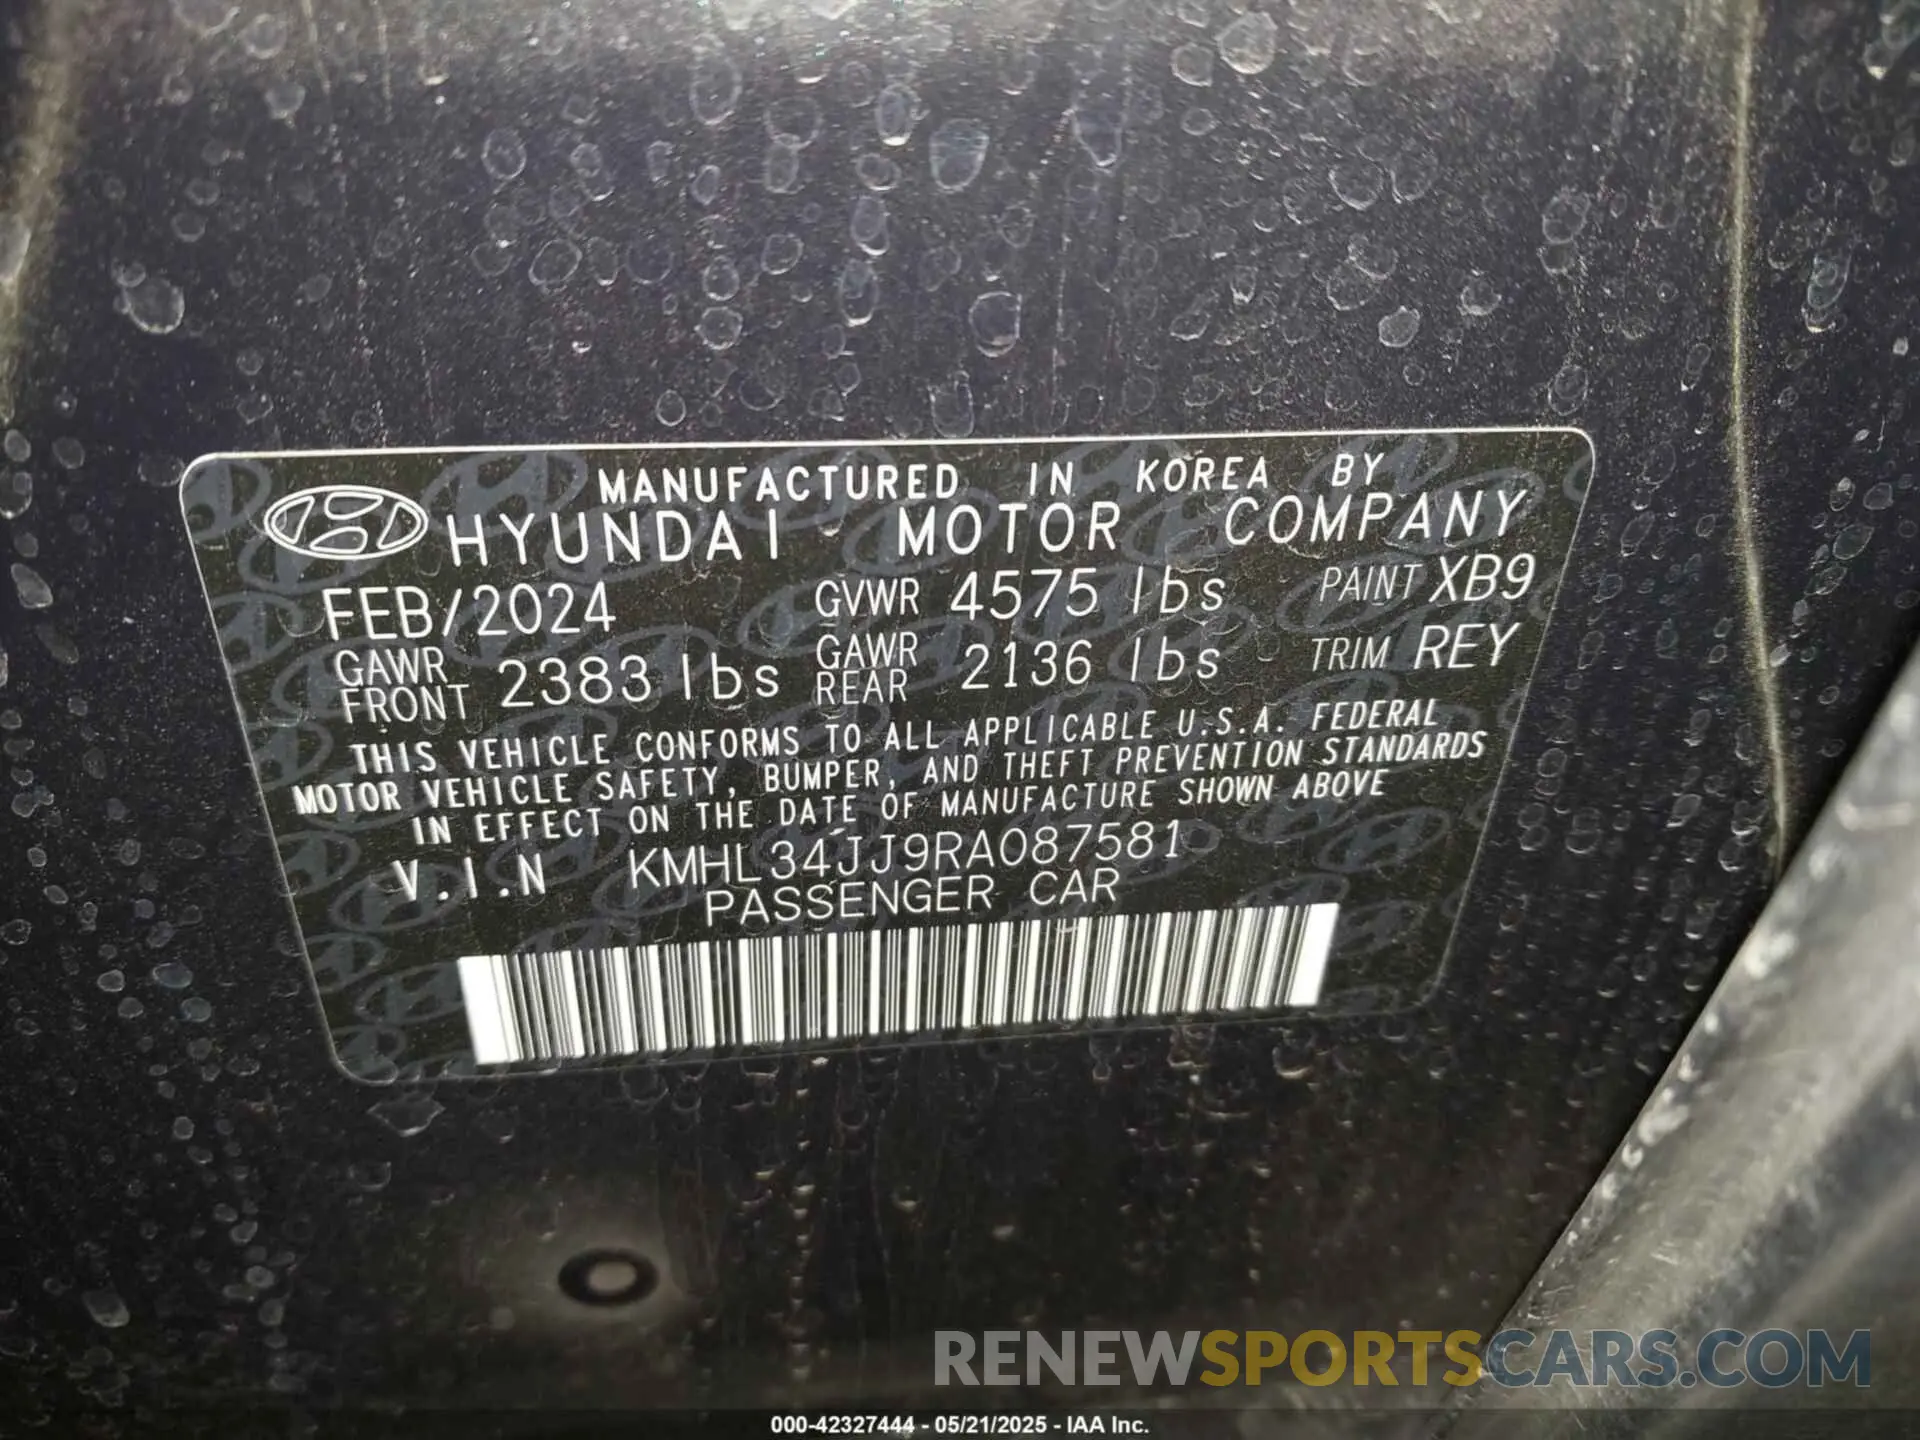 MANUFACTURED IN KOREA BY
HYUNDAI MOTOR COMPANY
FEB/2024 GVWR 4575 lbs PAINT XB9
GAWR FRONT 2383 lbs GAWR REAR 2136 lbs TRIM REY
THIS VEHICLE CONFORMS TO ALL APPLICABLE U.S.A. FEDERAL
MOTOR VEHICLE SAFETY, BUMPER, AND THEFT PREVENTION STANDARDS
IN EFFECT ON THE DATE OF MANUFACTURE SHOWN ABOVE
V.I.N KMHL34JJ9RA087581
PASSENGER CAR
RENEWSPORTSCARS.COM
000-42327444 - 05/21/2025 - IAA Inc.